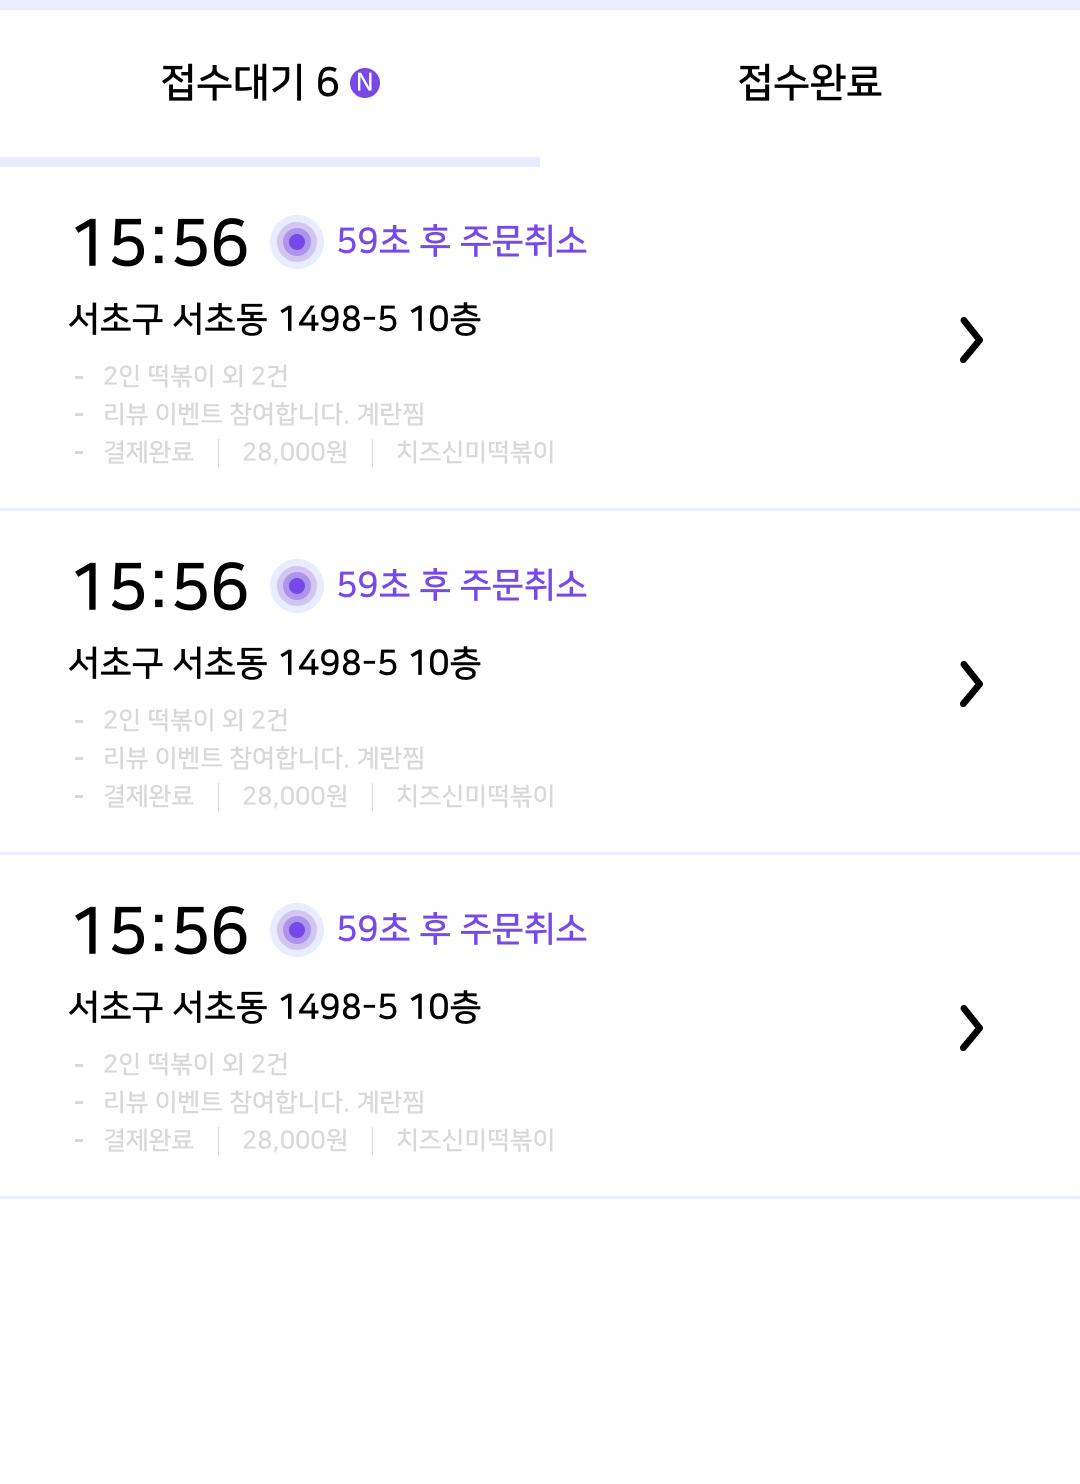 접수대기 6 N
접수완료
15:56 59초 후 주문취소
서초구 서초동 1498-5 10층
- 2인 떡볶이 외 2건
- 리뷰 이벤트 참여합니다. 계란찜
- 결제완료 | 28,000원 | 치즈신미떡볶이
15:56 59초 후 주문취소
서초구 서초동 1498-5 10층
- 2인 떡볶이 외 2건
- 리뷰 이벤트 참여합니다. 계란찜
- 결제완료 | 28,000원 | 치즈신미떡볶이
15:56 59초 후 주문취소
서초구 서초동 1498-5 10층
- 2인 떡볶이 외 2건
- 리뷰 이벤트 참여합니다. 계란찜
- 결제완료 | 28,000원 | 치즈신미떡볶이